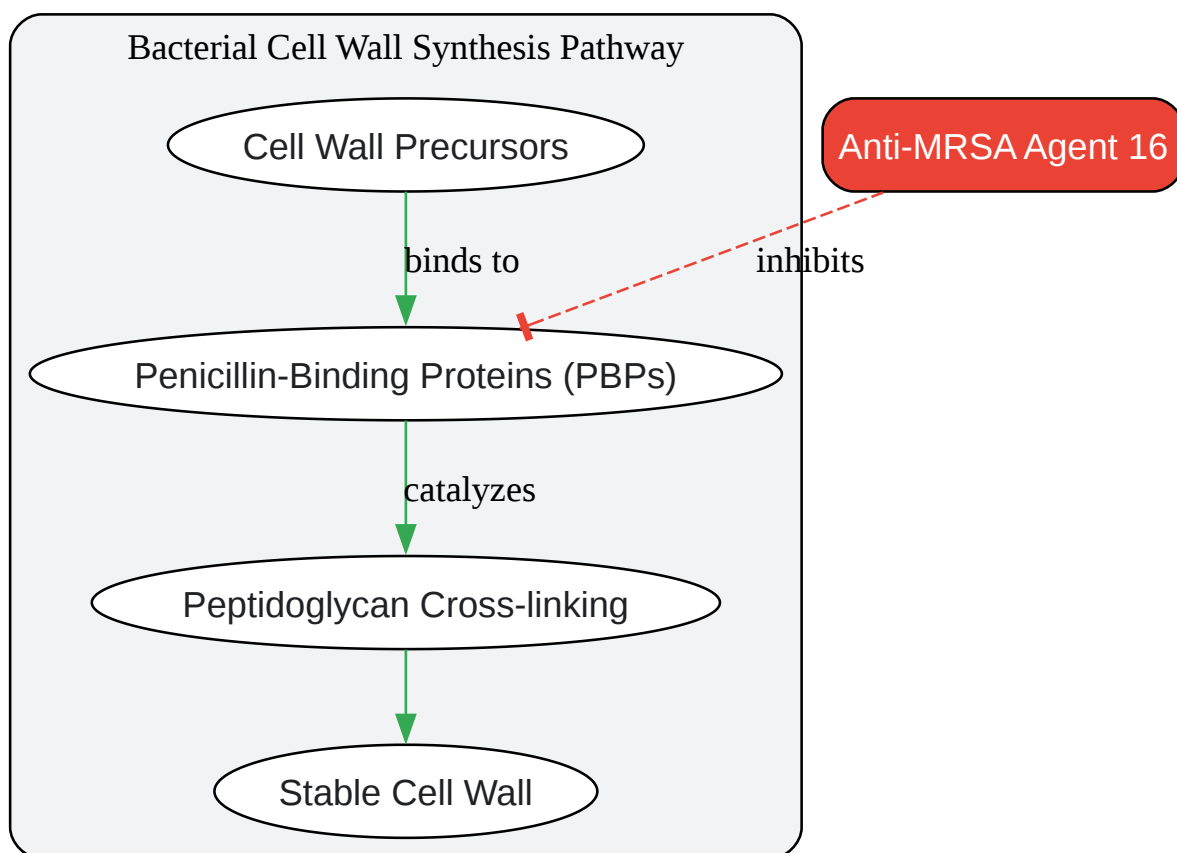 Bacterial Cell Wall Synthesis Pathway
Cell Wall Precursors
Anti-MRSA Agent 16
binds to
inhibits
Penicillin-Binding Proteins (PBPs)
catalyzes
Peptidoglycan Cross-linking
Stable Cell Wall